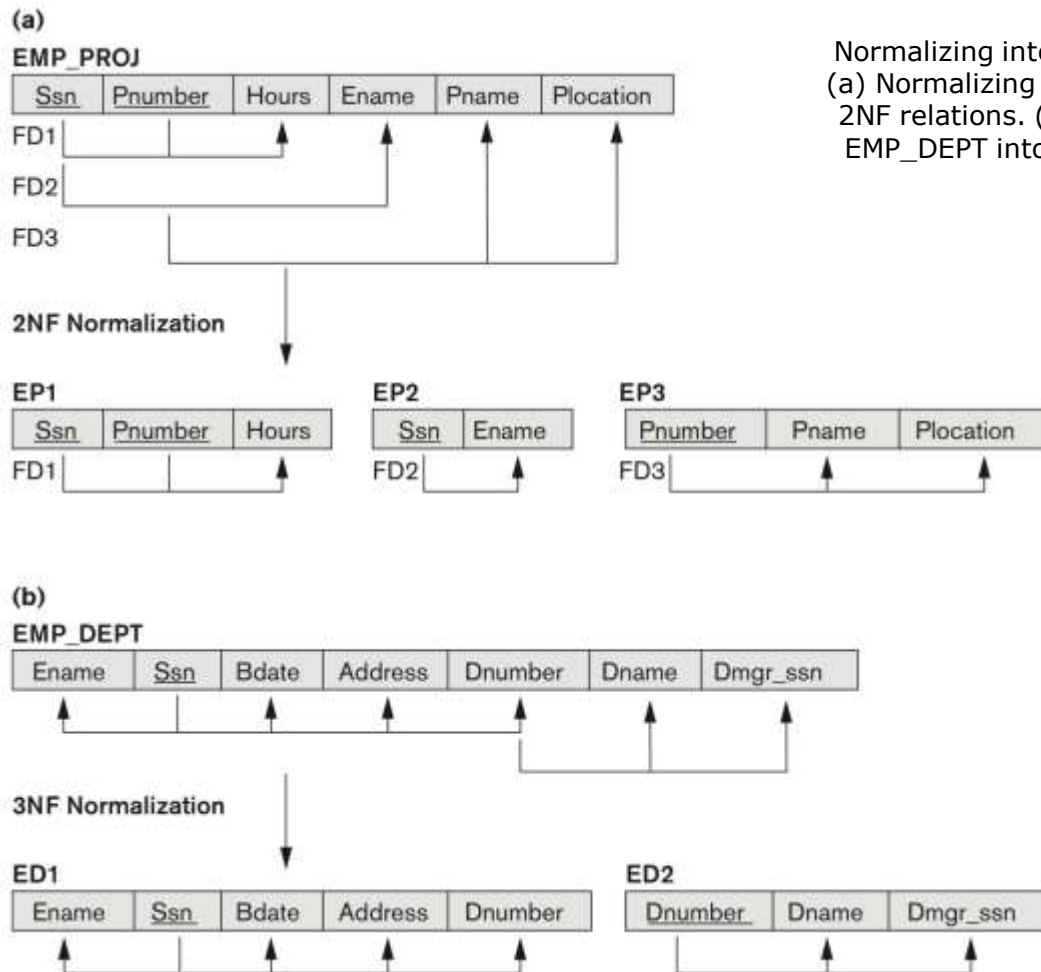 (a)
EMP_PROJ
Ssn Pnumber Hours Ename Pname Plocation
FD1
FD2
FD3
Normalizing
(a) Normalizing
2NF relations. (
EMP_DEPT
2NF Normalization
EP1 EP2 EP3
Ssn Pnumber Hours Ssn Ename Pnumber Pname Plocation
FD1 FD2 FD3
(b)
EMP_DEPT
Ename Ssn Bdate Address Dnumber Dname Dmgr_ssn
3NF Normalization
ED1 ED2
Ename Ssn Bdate Address Dnumber Dnumber Dname Dmgr_ssn